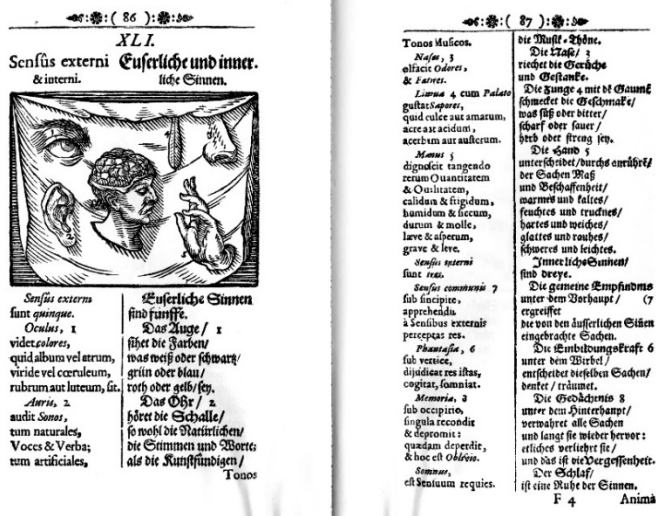 ( 86 )
XLI.
Sensûs externi
& interni.
Euserliche und inner.
liche Sinnen.
Sensûs externi
sunt quinque.
Oculus, 1
videt colores,
quid album vel atrum,
viride vel cœruleum,
rubrum aut luteum, sit.
Auris, 2
audit Sonos,
tum naturales,
Voces & Verba;
tum artificiales,
Euserliche Sinnen
sind fünffe.
Das Auge / 1
sihet die Farben/
was weiß oder schwartz/
grün oder blau/
roth oder gelb/ sey.
Das Ohr / 2
höret die Schalle/
so wohl die Natürlichen/
die Stimmen und Worte;
als die Kunstfündigen /
Tonos
( 87 )
Tonos Musicos.
Nasus, 3
olfacit Odores,
&
Lingua 4 cum Palato
gustat Sapores,
quid dulce aut amarum,
acre aut acidum,
acerbum aut austerum.
Manus 5
dignoscit tangendo
rerum Quantitatem
& Qualitatem,
calidum & frigidum,
humidum & siccum,
durum & molle,
læve & asperum,
grave & leve.
Sensus interni
sunt tres.
Sensus communis 7
sub sincipite,
apprehendit
à Sensibus externis
perceptas res.
Phantasia, 6
sub vertice,
dijudicat res istas,
cogitat, somniat.
Memoria, 8
sub occipitio,
singula recondit
& depromit:
quædam deperdit,
& hoc est Oblivio.
Somnus,
est Sensuum requies.
die Musik-Thöne.
Die Nase/ 3
riechet die Gerüche
und Gestanke.
Die Zunge 4 mit dē Gaumē
schmecket die Geschmake/
was süß oder bitter/
scharf oder sauer/
herb oder streng sey.
Die Hand 5
unterscheidet/ durchs anrührē/
der Sachen Maß
und Beschaffenheit/
warmes und kaltes/
feuchtes und trucknes/
hartes und weiches/
glattes und rauhes/
schweres und leichtes.
Innerliche Sinnen/
sind dreye.
Die gemeine Empfindnis
unter dem Vorhaupt/ (7
ergreiffet
die von den äusserlichen Siñen
eingebrachte Sachen.
Die Einbildungskraft 6
unter dem Wirbel/
entscheidet dieselben Sachen/
denket / träumet.
Die Gedächtnis 8
unter dem Hinterhaupt/
verwahret alle Sachen
und langt sie wieder hervor:
etliches verliehrt sie/
und das ist die Vergessenheit.
Der Schlaf/
ist eine Ruhe der Sinnen.
F 4 Anima